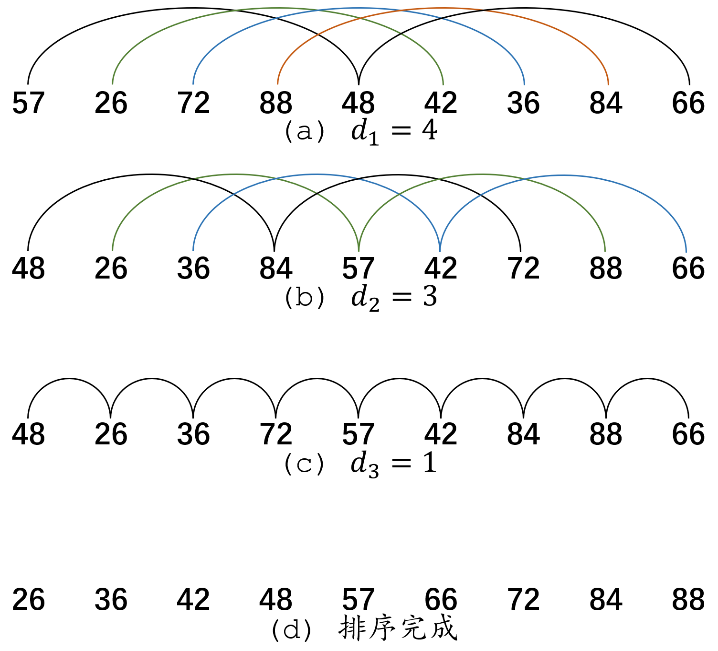 57 26 72 88 48 42 36 84 66
(a) d₁ = 4
48 26 36 84 57 42 72 88 66
(b) d₂ = 3
48 26 36 72 57 42 84 88 66
(c) d₃ = 1
26 36 42 48 57 66 72 84 88
(d) 排序完成